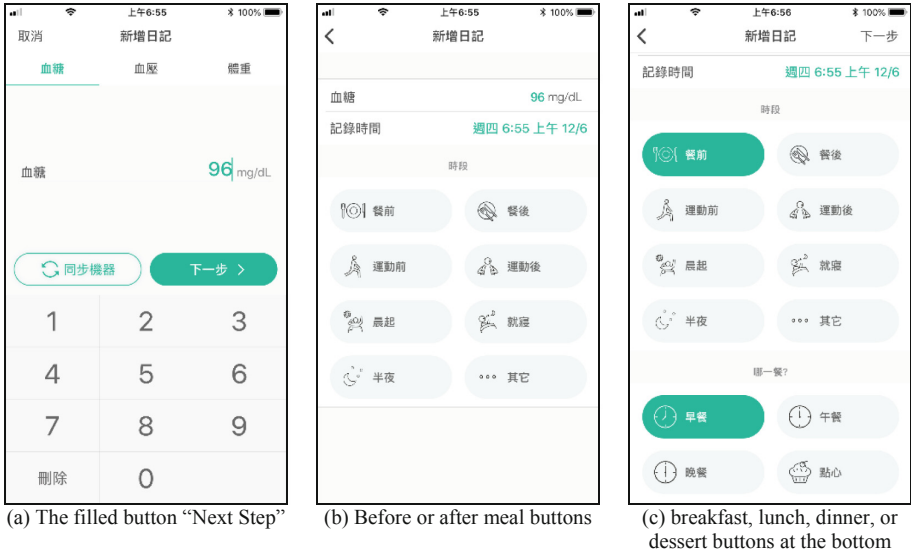 上午6:55
100%
取消
新增日記
血糖
血壓
體重
血糖
96 mg/dL
同步機器
下一步 >
1 2 3
4 5 6
7 8 9
刪除 0
(a) The filled button “Next Step”
上午6:55
100%
新增日記
血糖 96 mg/dL
記錄時間 週四 6:55 上午 12/6
時段
餐前 餐後
運動前 運動後
晨起 就寢
半夜 其它
(b) Before or after meal buttons
上午6:56
100%
新增日記
下一步
記錄時間 週四 6:55 上午 12/6
時段
餐前 餐後
運動前 運動後
晨起 就寢
半夜 其它
哪一餐?
早餐 午餐
晚餐 點心
(c) breakfast, lunch, dinner, or
dessert buttons at the bottom